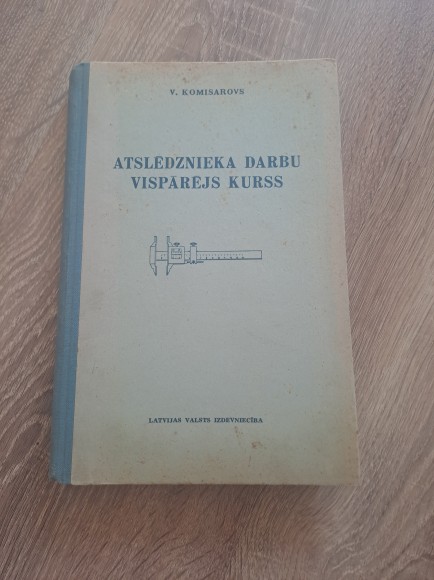 V. KOMISAROVS
ATSLĒDZNIEKA DARBU
VISPĀRĒJS KURSS
LATVIJAS VALSTS IZDEVNIECĪBA